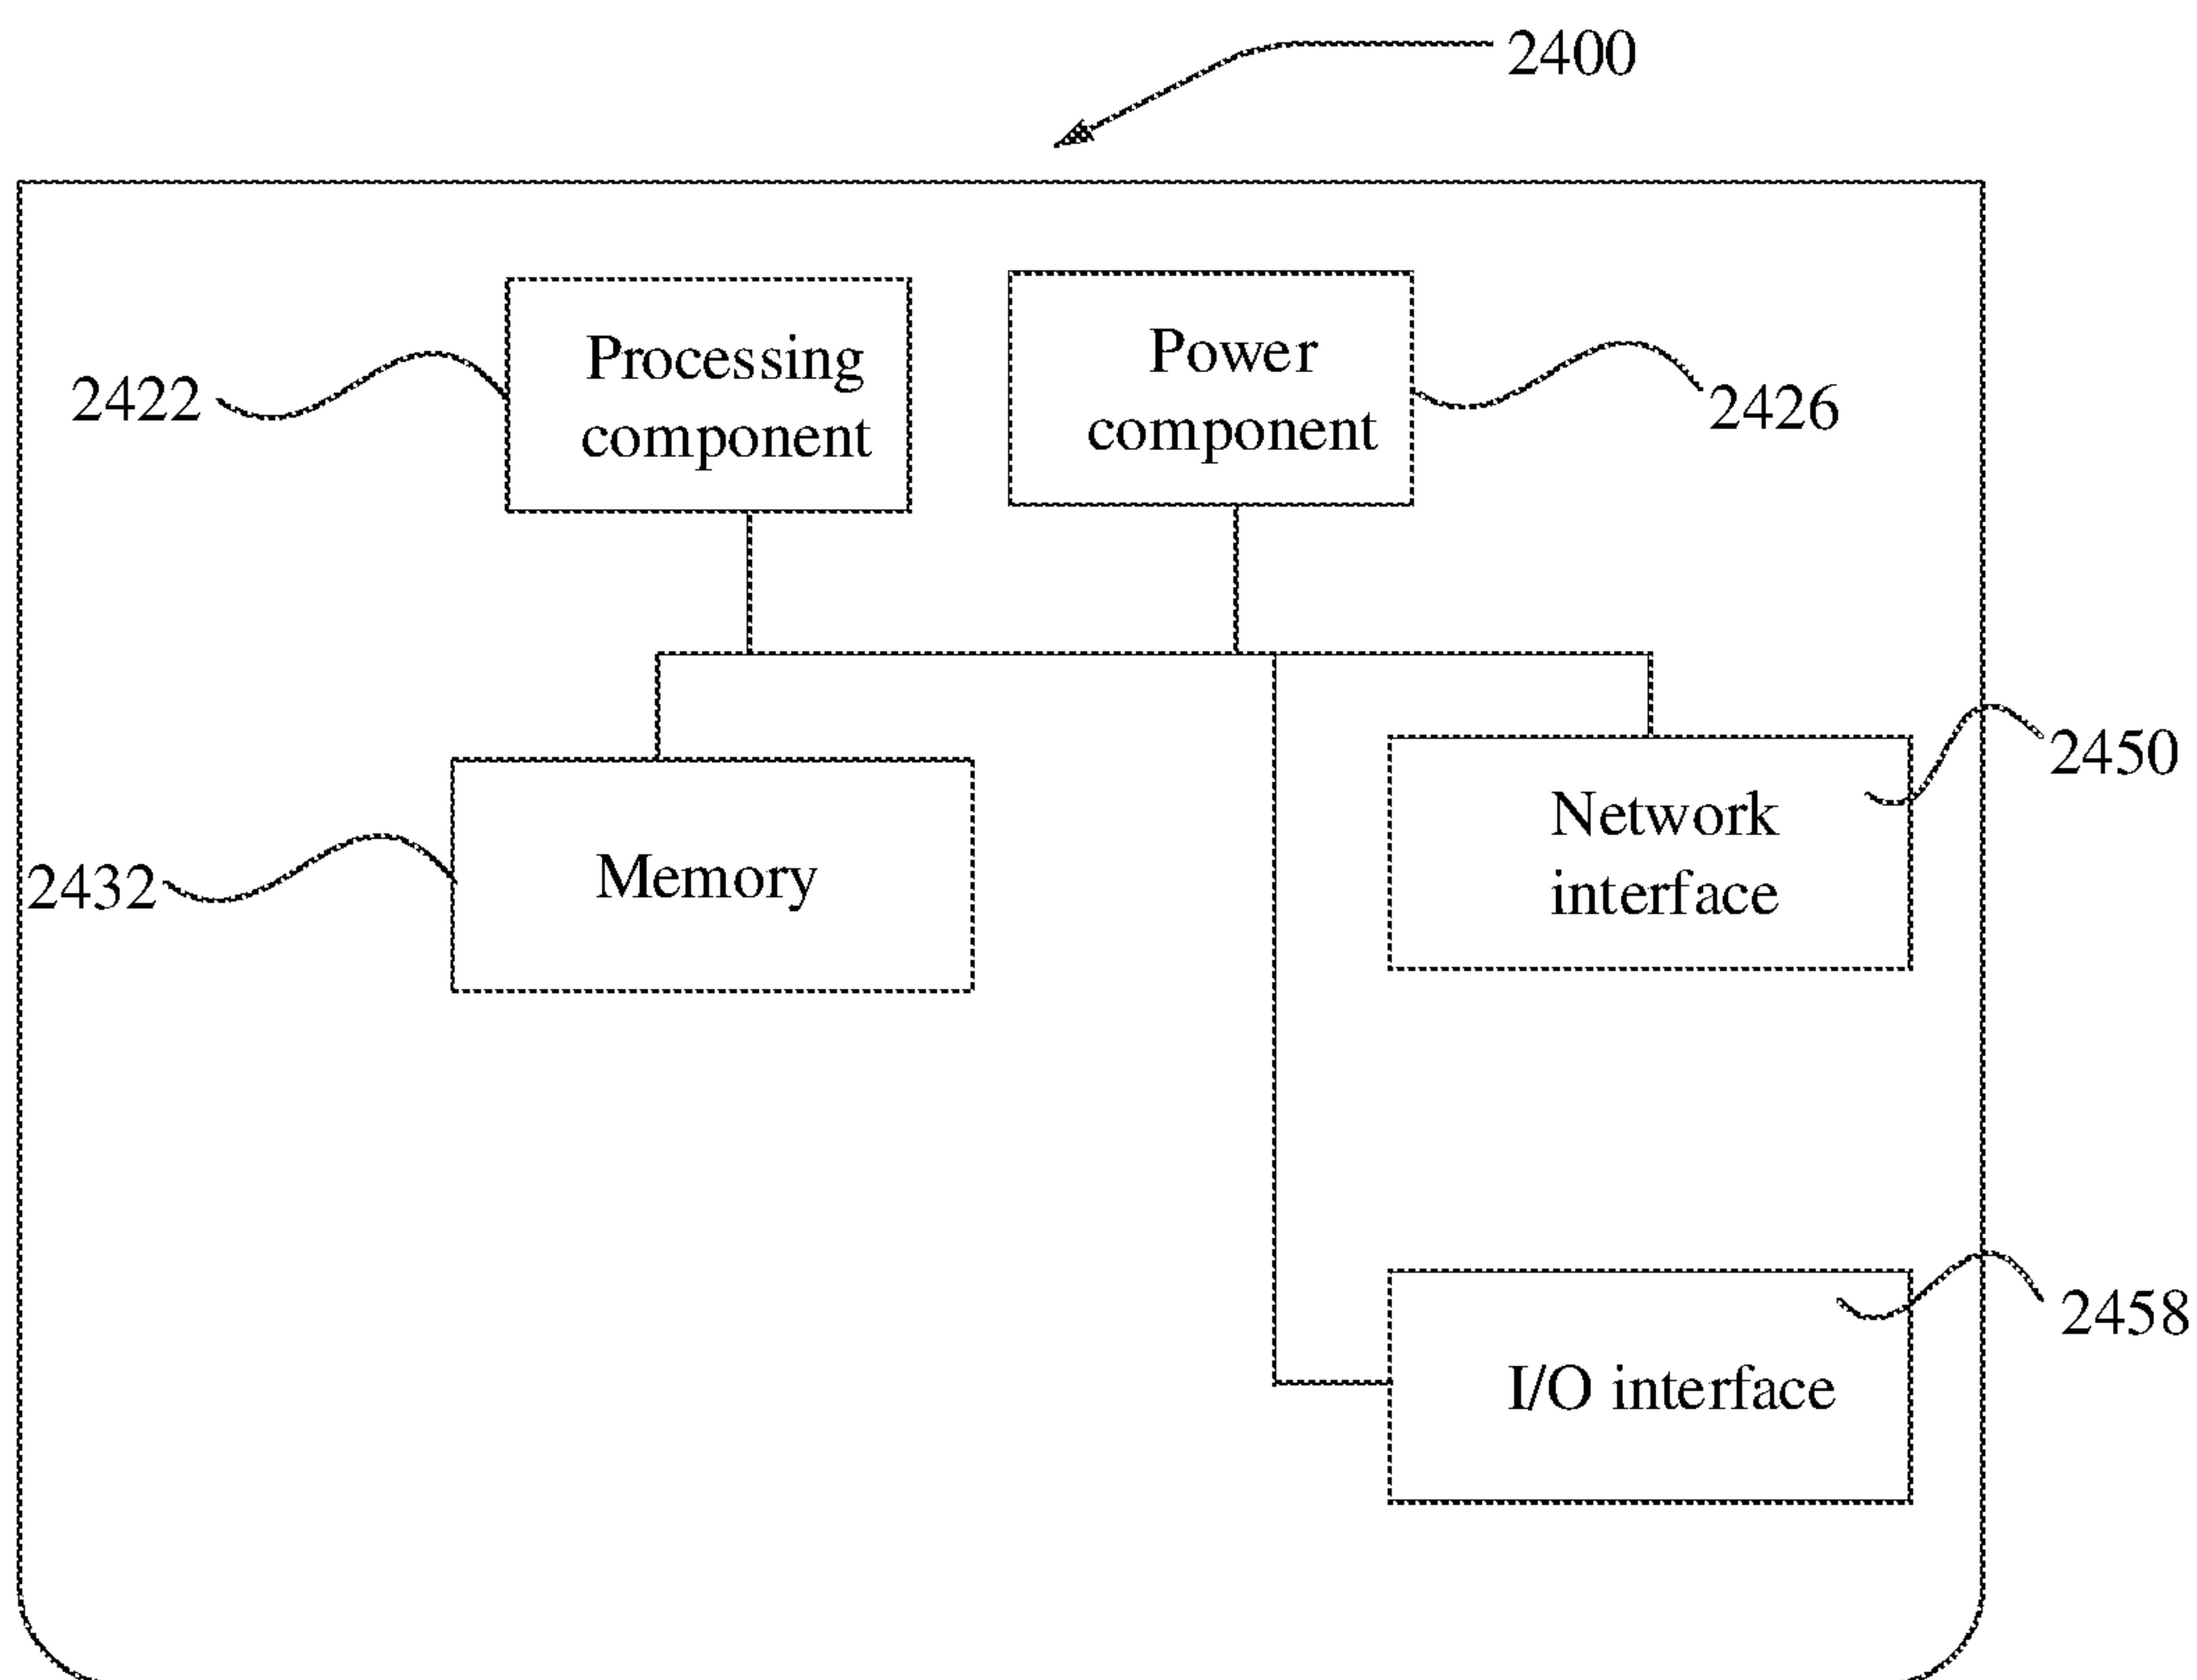 2400
Processing
component
Power
component
2422
2426
2450
Network
interface
2432
Memory
2458
I/O interface